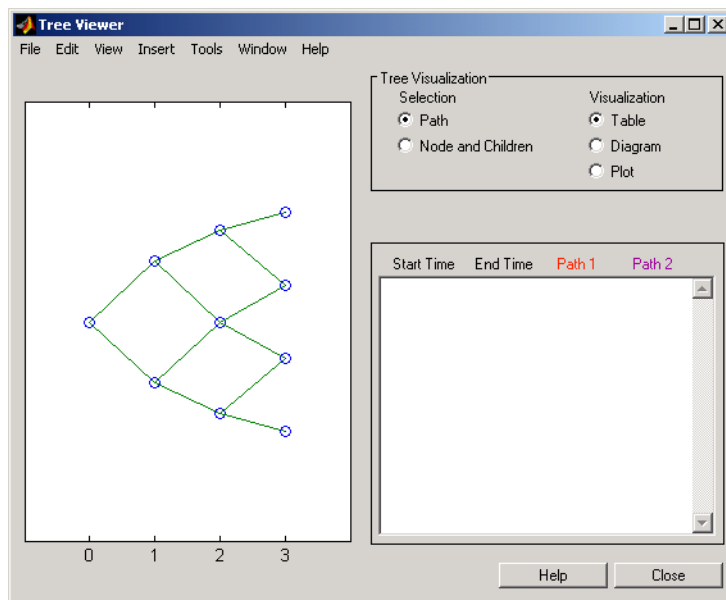 Tree Viewer
File Edit View Insert Tools Window Help
Tree Visualization
Selection Visualization
Path Table
Node and Children Diagram
Plot
Start Time End Time Path 1 Path 2
0 1 2 3
Help Close